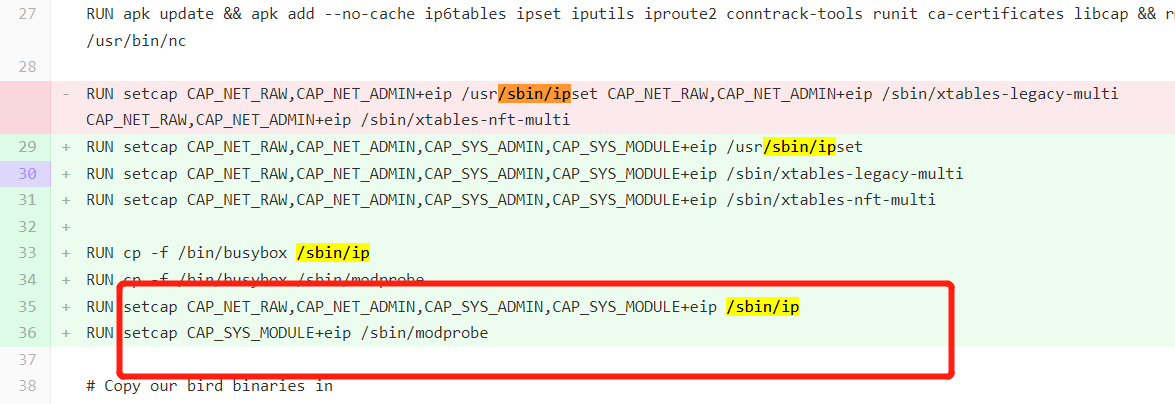 27 RUN apk update && apk add --no-cache ip6tables ipset iputils iproute2 conntrack-tools runit ca-certificates libcap &&
/usr/bin/nc
28
- RUN setcap CAP_NET_RAW,CAP_NET_ADMIN+eip /usr/sbin/ipset CAP_NET_RAW,CAP_NET_ADMIN+eip /sbin/xtables-legacy-multi
CAP_NET_RAW,CAP_NET_ADMIN+eip /sbin/xtables-nft-multi
29 + RUN setcap CAP_NET_RAW,CAP_NET_ADMIN,CAP_SYS_ADMIN,CAP_SYS_MODULE+eip /usr/sbin/ipset
30 + RUN setcap CAP_NET_RAW,CAP_NET_ADMIN,CAP_SYS_ADMIN,CAP_SYS_MODULE+eip /sbin/xtables-legacy-multi
31 + RUN setcap CAP_NET_RAW,CAP_NET_ADMIN,CAP_SYS_ADMIN,CAP_SYS_MODULE+eip /sbin/xtables-nft-multi
32 +
33 + RUN cp -f /bin/busybox /sbin/ip
34 + RUN cp -f /bin/busybox /sbin/modprobe
35 + RUN setcap CAP_NET_RAW,CAP_NET_ADMIN,CAP_SYS_ADMIN,CAP_SYS_MODULE+eip /sbin/ip
36 + RUN setcap CAP_SYS_MODULE+eip /sbin/modprobe
37
38 # Copy our bird binaries in